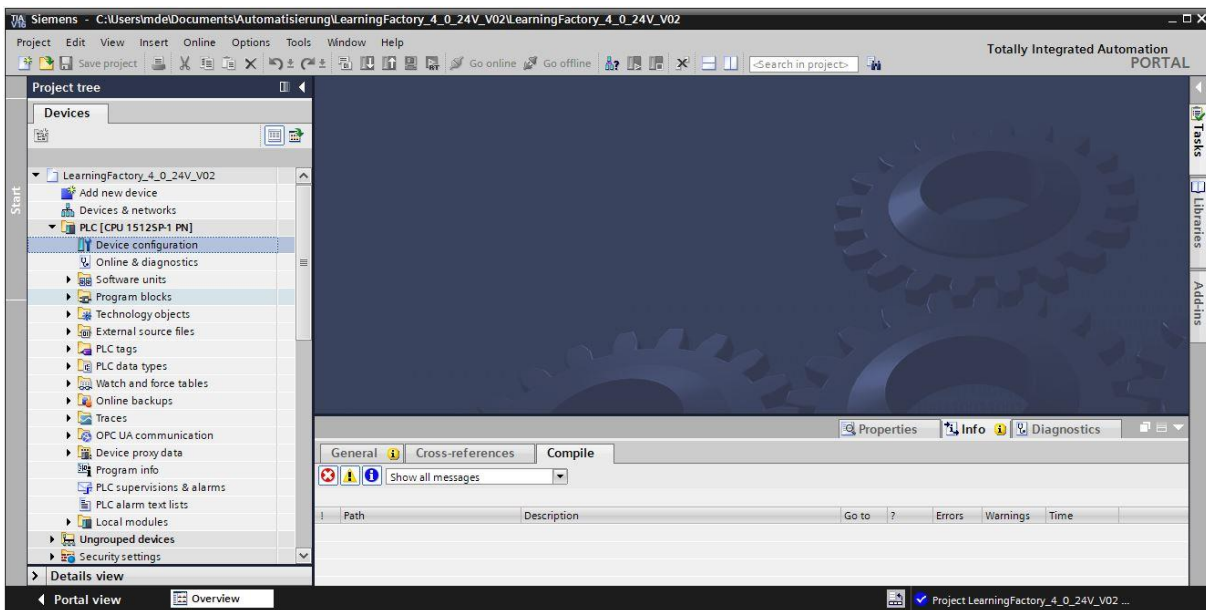 Siemens - C:\Users\mde\Documents\Automatisierung\LearningFactory_4_0_24V_V02\LearningFactory_4_0_24V_V02
Project Edit View Insert Online Options Tools Window Help
Totally Integrated Automation
PORTAL
Save project Go online Go offline <Search in project>
Project tree
Devices
Start
LearningFactory_4_0_24V_V02
Add new device
Devices & networks
PLC [CPU 1512SP-1 PN]
Device configuration
Online & diagnostics
Software units
Program blocks
Technology objects
External source files
PLC tags
PLC data types
Watch and force tables
Online backups
Traces
OPC UA communication
Device proxy data
Program info
PLC supervisions & alarms
PLC alarm text lists
Local modules
Ungrouped devices
Security settings
Details view
Tasks
Libraries
Add-ins
Properties Info Diagnostics
General Cross-references Compile
Show all messages
! Path Description Go to ? Errors Warnings Time
Portal view Overview Project LearningFactory_4_0_24V_V02 ...